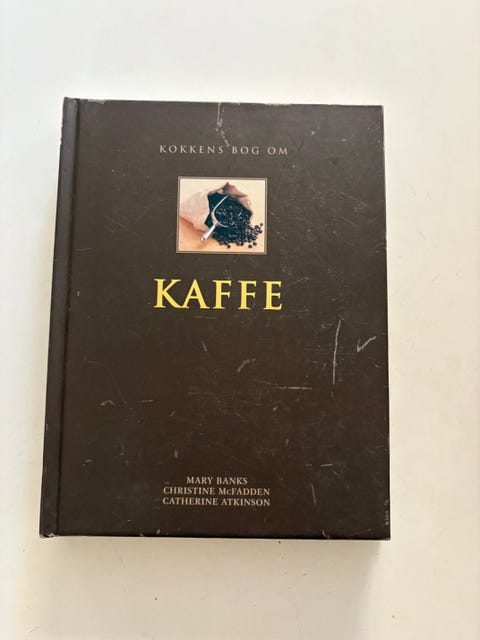 KOKKENS BOG OM
KAFFE
MARY BANKS
CHRISTINE McFADDEN
CATHERINE ATKINSON